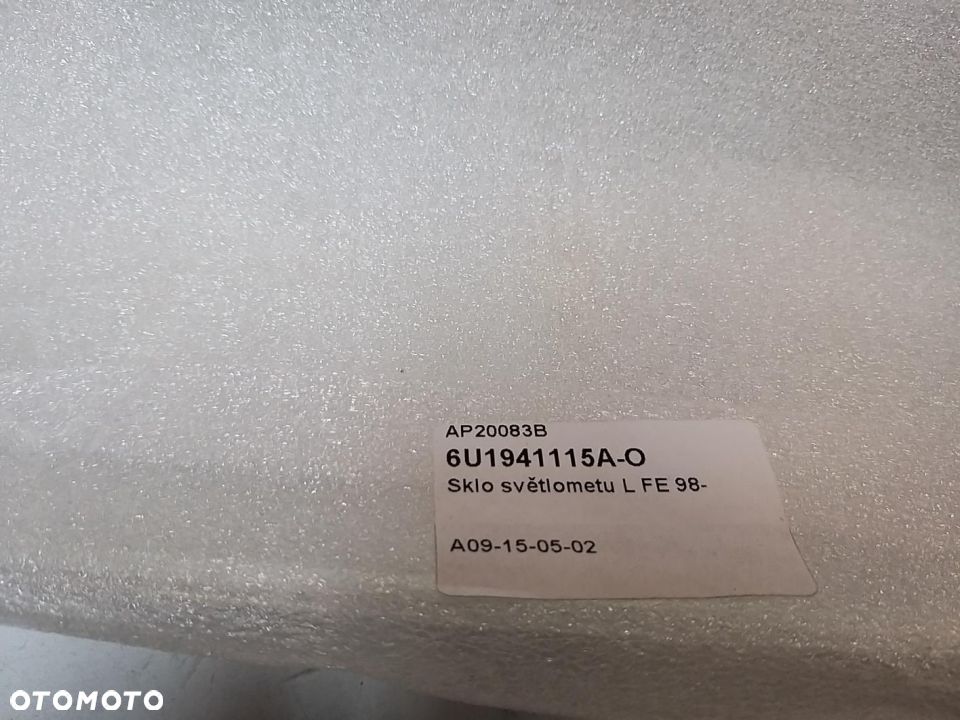 AP20083B
6U1941115A-O
Sklo světlometu L FE 98-
A09-15-05-02
OTOMOTO